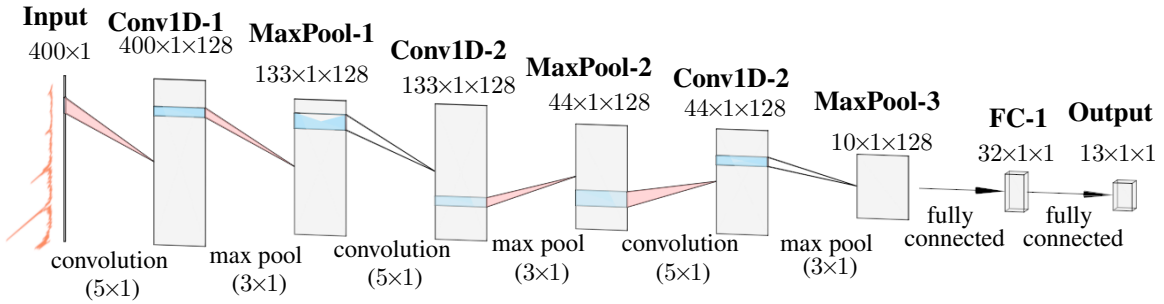 Input
400×1
Conv1D-1
400×1×128
MaxPool-1
133×1×128
Conv1D-2
133×1×128
MaxPool-2
44×1×128
Conv1D-2
44×1×128
MaxPool-3
10×1×128
FC-1
32×1×1
Output
13×1×1
convolution
(5×1)
max pool
(3×1)
convolution
(5×1)
max pool
(3×1)
convolution
(5×1)
max pool
(3×1)
fully
connected
fully
connected